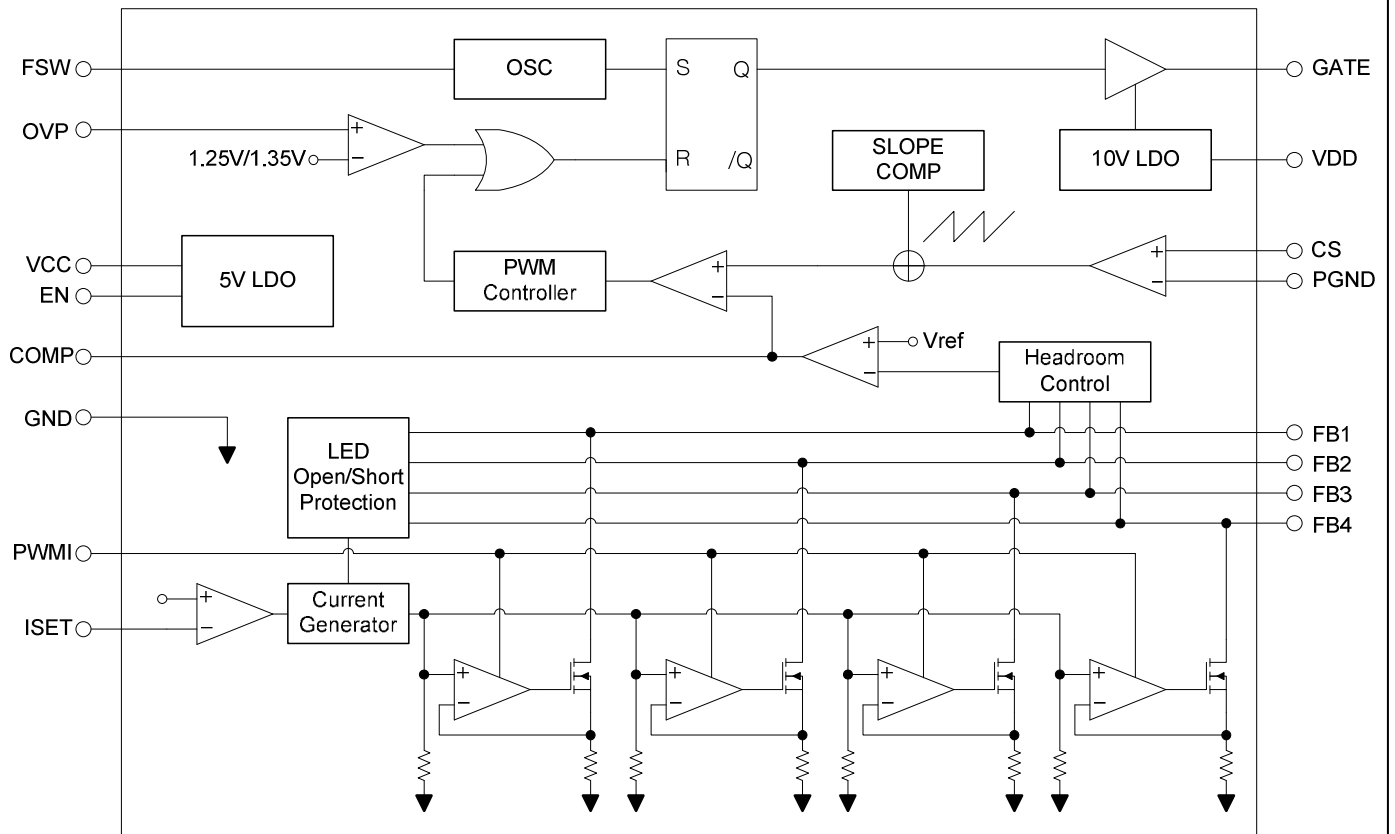 FSW
OSC
S
Q
GATE
OVP
+
−
1.25V/1.35V
R
/Q
SLOPE
COMP
10V LDO
VDD
VCC
EN
5V LDO
PWM
Controller
+
−
+
−
CS
PGND
COMP
+
−
Vref
Headroom
Control
GND
LED
Open/Short
Protection
FB1
FB2
FB3
FB4
PWMI
ISET
+
−
Current
Generator
+
−
+
−
+
−
+
−